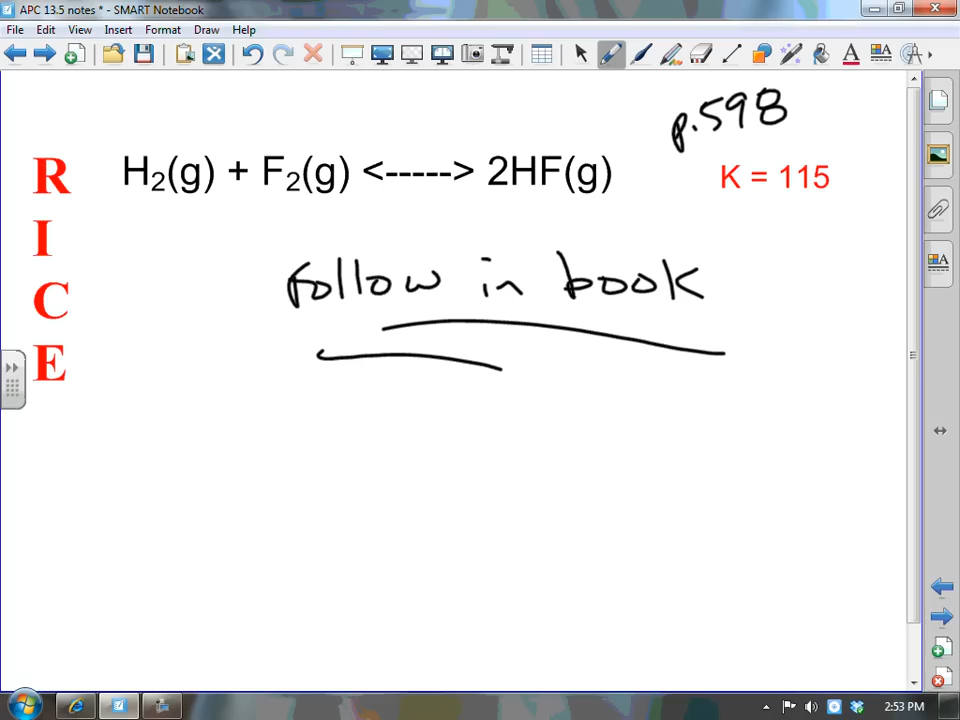 APC 13.5 notes * - SMART Notebook
File Edit View Insert Format Draw Help
p.598
R H₂(g) + F₂(g) <-----> 2HF(g) K = 115
I
Follow in book
C
E
2:53 PM